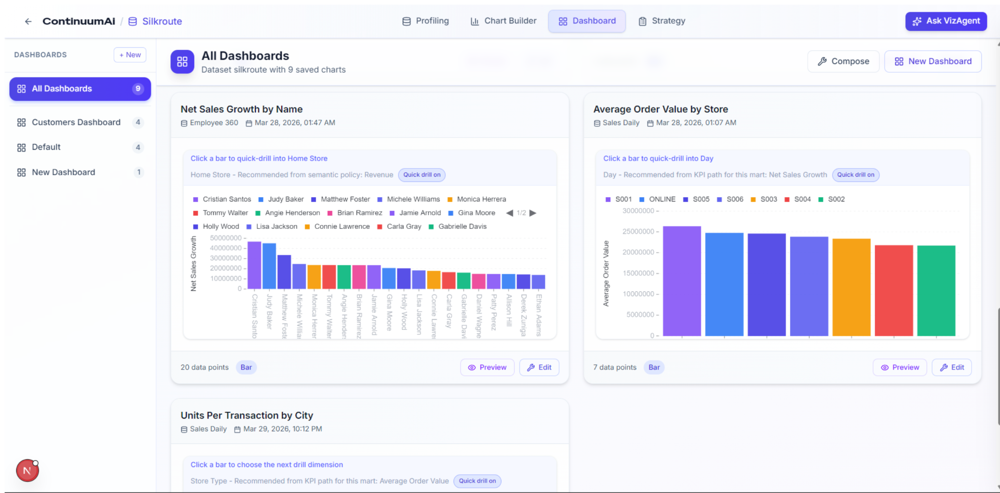 ContinuumAi / Silkroute
Profiling
Chart Builder
Dashboard
Strategy
Ask VizAgent
DASHBOARDS
+ New
All Dashboards 9
Customers Dashboard 4
Default 4
New Dashboard 1
All Dashboards
Dataset silkroute with 9 saved charts
Compose
New Dashboard
Net Sales Growth by Name
Employee 360 Mar 28, 2026, 01:47 AM
Click a bar to quick-drill into Home Store
Home Store - Recommended from semantic policy: Revenue Quick drill on
Cristian Santos Judy Baker Matthew Foster Michele Williams Monica Herrera
Tommy Walter Angie Henderson Brian Ramirez Jamie Arnold Gina Moore 1/2
Holly Wood Lisa Jackson Connie Lawrence Carla Gray Gabrielle Davis
Net Sales Growth
50000000
40000000
30000000
20000000
10000000
0
Cristian Santo
Judy Baker
Matthew Foste
Michele Williar
Monica Herrer
Tommy Walter
Angie Hender
Brian Ramirez
Jamie Arnold
Gina Moore
Holly Wood
Lisa Jackson
Connie Lawre
Carla Gray
Gabrielle Davi
Daniel Wagne
Patty Perez
Allison Hill
Derek Zuniga
Ethan Adams
20 data points Bar
Preview
Edit
Average Order Value by Store
Sales Daily Mar 28, 2026, 01:07 AM
Click a bar to quick-drill into Day
Day - Recommended from KPI path for this mart: Net Sales Growth Quick drill on
S001 ONLINE S005 S006 S003 S004 S002
Average Order Value
30000000
25000000
20000000
15000000
10000000
5000000
0
7 data points Bar
Preview
Edit
Units Per Transaction by City
Sales Daily Mar 29, 2026, 10:12 PM
Click a bar to choose the next drill dimension
Store Type - Recommended from KPI path for this mart: Average Order Value Quick drill on
N